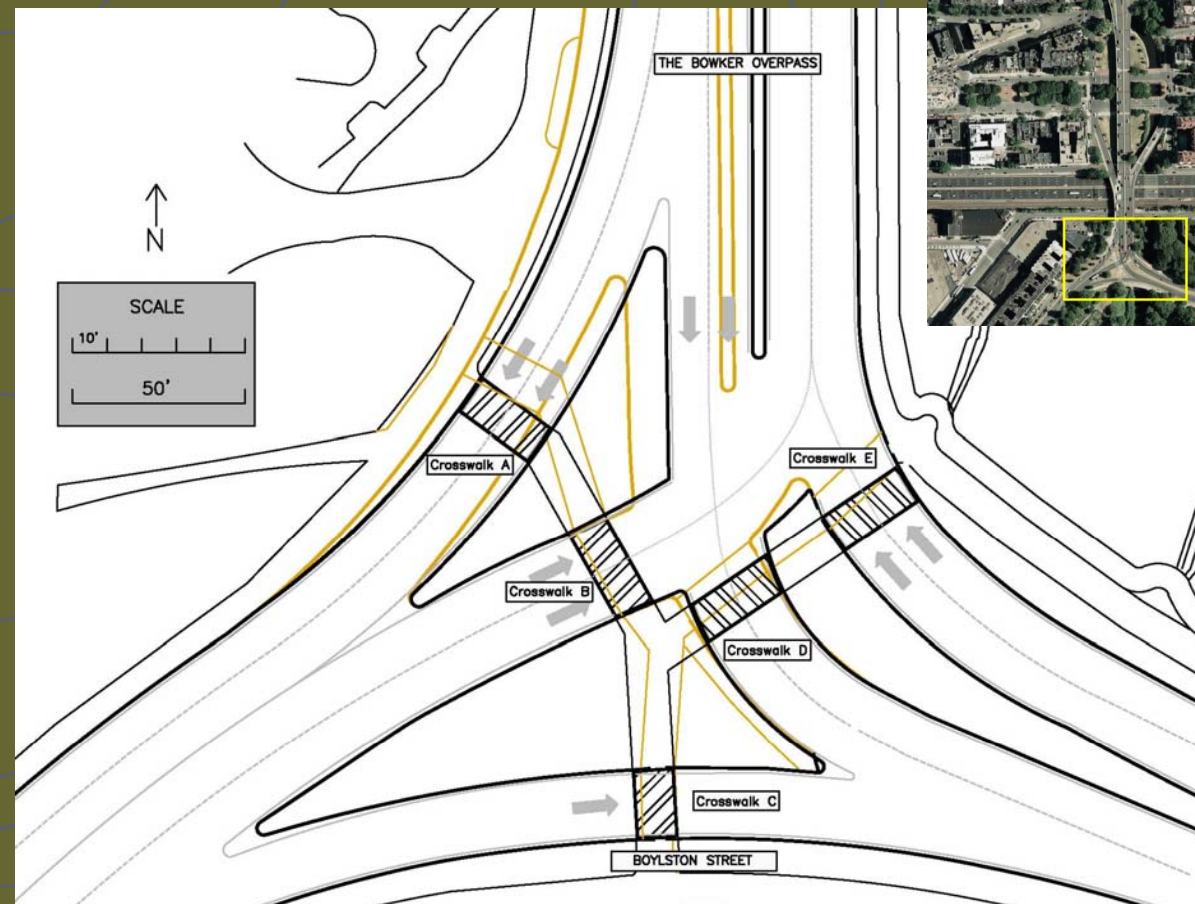 THE BOWKER OVERPASS
N
SCALE
10'
50'
Crosswalk A
Crosswalk E
Crosswalk B
Crosswalk D
Crosswalk C
BOYLSTON STREET